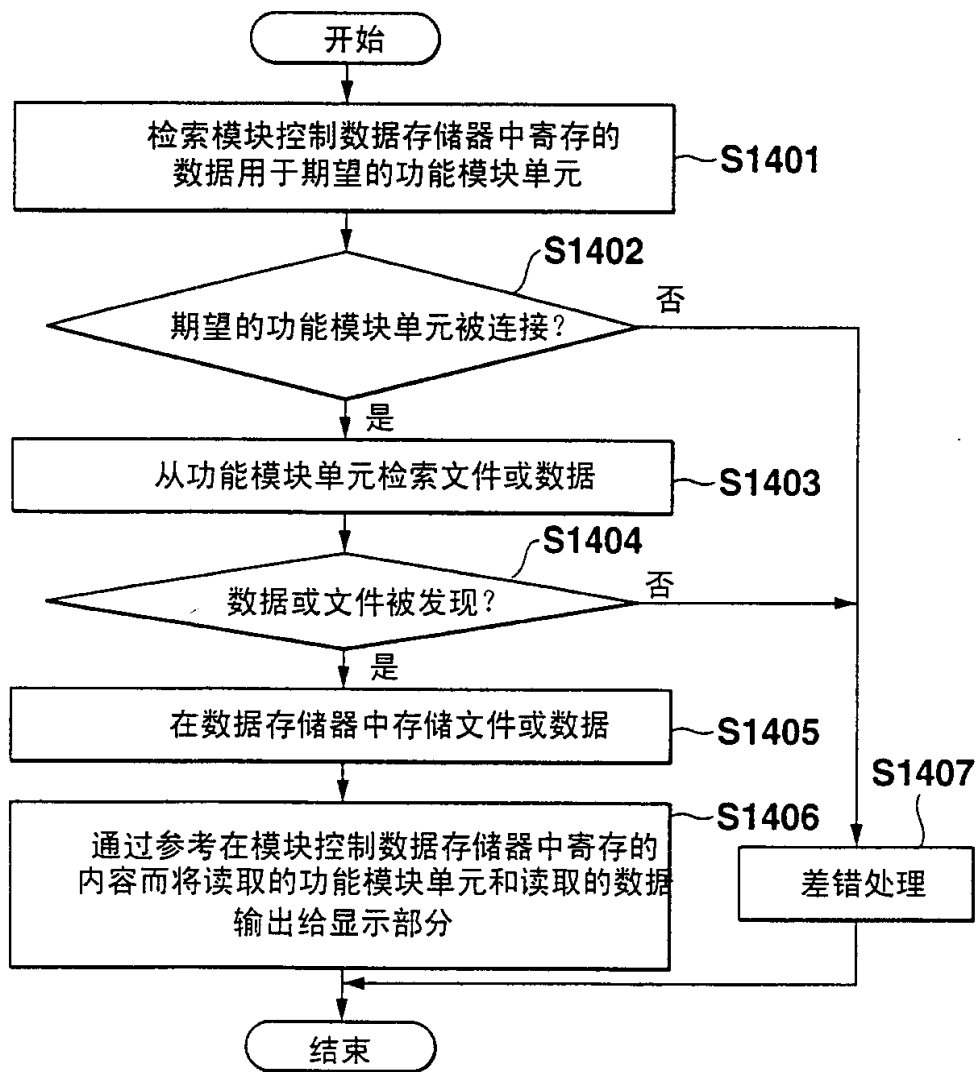 开始
检索模块控制数据存储器中寄存的
数据用于期望的功能模块单元
S1401
S1402
期望的功能模块单元被连接?
否
是
从功能模块单元检索文件或数据
S1403
S1404
数据或文件被发现?
否
是
在数据存储器中存储文件或数据
S1405
S1406
通过参考在模块控制数据存储器中寄存的
内容而将读取的功能模块单元和读取的数据
输出给显示部分
S1407
差错处理
结束